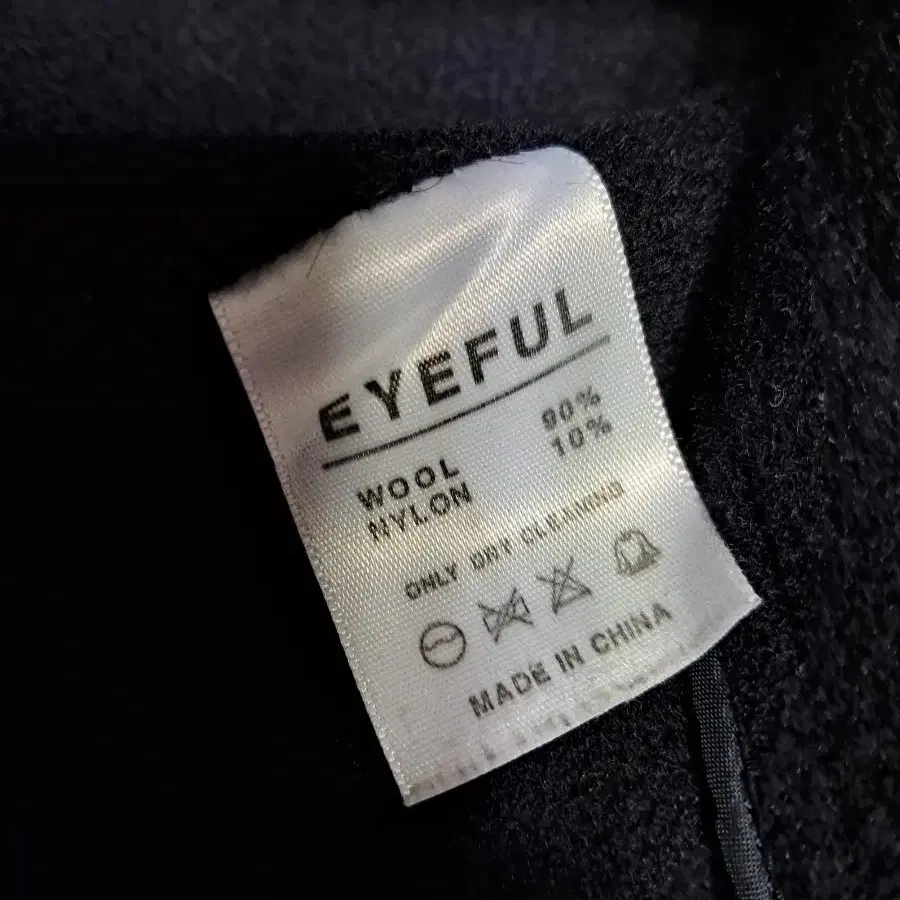 EYEFUL
WOOL 90%
NYLON 10%
ONLY DRY CLEANING
MADE IN CHINA